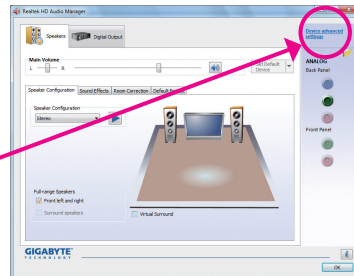 Realtek HD Audio Manager
Speakers
Digital Output
Device advanced
settings
Main Volume
L
R
Set Default
Device
ANALOG
Back Panel
Speaker Configuration
Sound Effects
Room Correction
Speaker Configuration
Stereo
Front Panel
Full-range Speakers
Front left and right
Surround speakers
Virtual Surround
GIGABYTE
TECHNOLOGY
OK